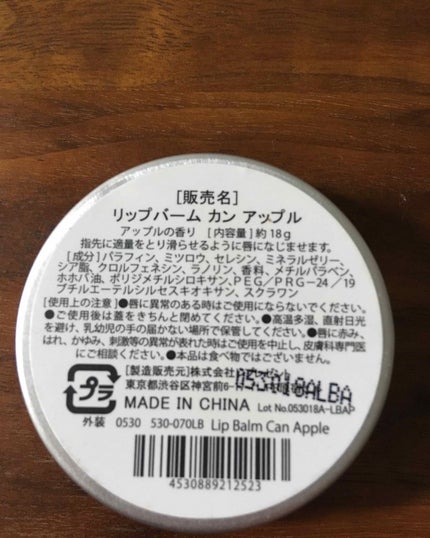 [販売名]
リップバーム カン アップル
アップルの香り [内容量]約18g
指先に適量をとり滑らせるように唇になじませます。
[成分]パラフィン、ミツロウ、セレシン、ミネラルゼリー、
シア脂、クロルフェネシン、ラノリン、香料、メチルパラベン、
ホホバ油、ポリジメチルシロキサン、PEG/PRG-24/19
ブチルエーテルシルセスキオキサン、スクラワン
[使用上の注意]●唇に異常のある時はご使用にならないでください。
●ご使用後は蓋をきちんと閉めてください。●高温多湿、直射日光
を避け、乳幼児の手の届かない場所で保管してください。●唇に赤み、
はれ、かゆみ、刺激等の異常が表れた時はご使用を中止し、皮膚科専門医
にご相談ください。●本品は食べ物ではございません。
[製造販売元]株式会社
東京都渋谷区神宮前6-
A53018ALBA
MADE IN CHINA Lot No.053018A-LBAP
プラ
外装 0530 530-070LB Lip Balm Can Apple
4530889212523